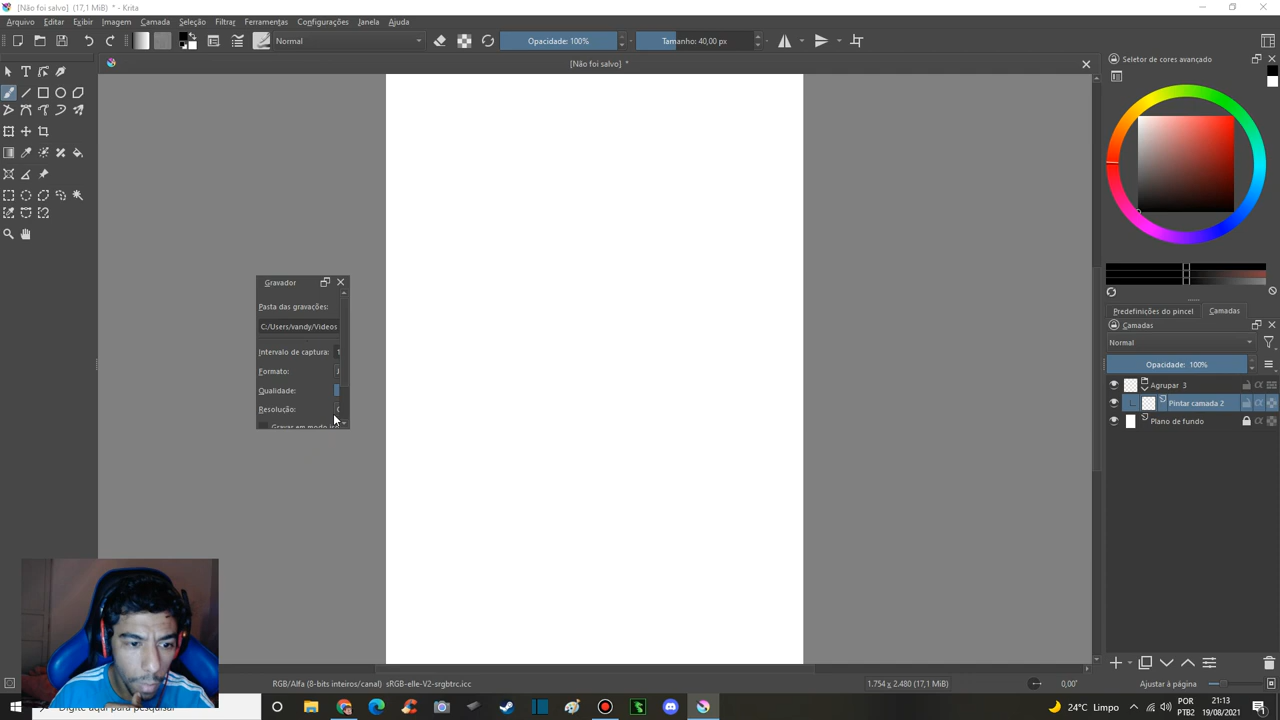 [Não foi salvo] (17,1 MiB) * - Krita
Arquivo Editar Exibir Imagem Camada Seleção Filtrar Ferramentas Configurações Janela Ajuda
Normal
Opacidade: 100%
Tamanho: 40,00 px
[Não foi salvo] *
Seletor de cores avançado
Gravador
Pasta das gravações:
C:/Users/vandy/Videos
Intervalo de captura: 1
Formato:
Qualidade:
Resolução:
Gravar em modo
Predefinições do pincel Camadas
Camadas
Normal
Opacidade: 100%
Agrupar 3
Pintar camada 2
Plano de fundo
RGB/Alfa (8-bits inteiros/canal) sRGB-elle-V2-srgbtrc.icc
1.754 x 2.480 (17,1 MiB)
0,00°
Ajustar à página
Digite aqui para pesquisar
24°C Limpo
POR
PTB2
21:13
19/08/2021